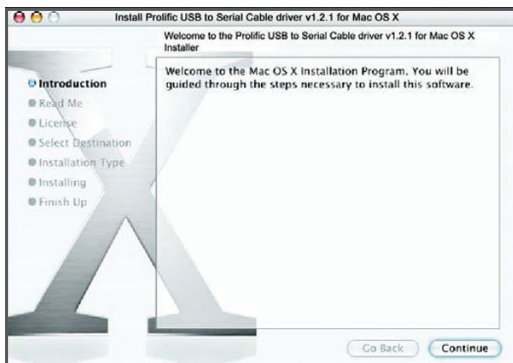 Install Prolific USB to Serial Cable driver v1.2.1 for Mac OS X
Welcome to the Prolific USB to Serial Cable driver v1.2.1 for Mac OS X
Installer
Introduction
Read Me
License
Select Destination
Installation Type
Installing
Finish Up
Welcome to the Mac OS X Installation Program. You will be
guided through the steps necessary to install this software.
Go Back
Continue